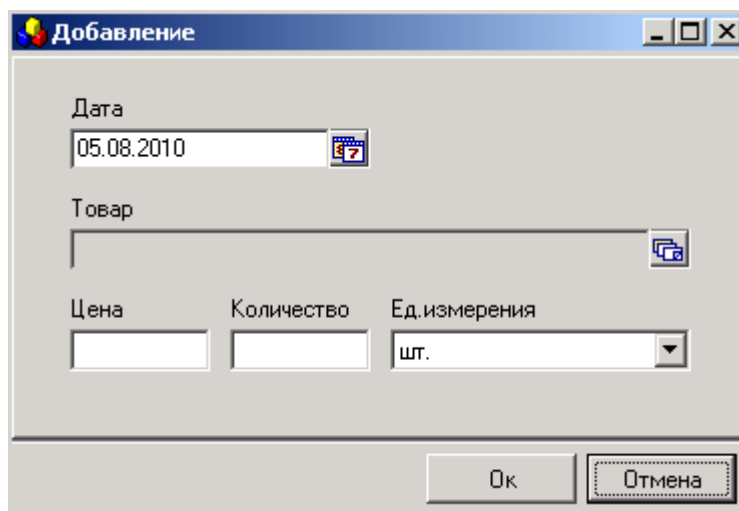 Добавление
Дата
05.08.2010
Товар
Цена Количество Ед.измерения
шт.
Ок Отмена